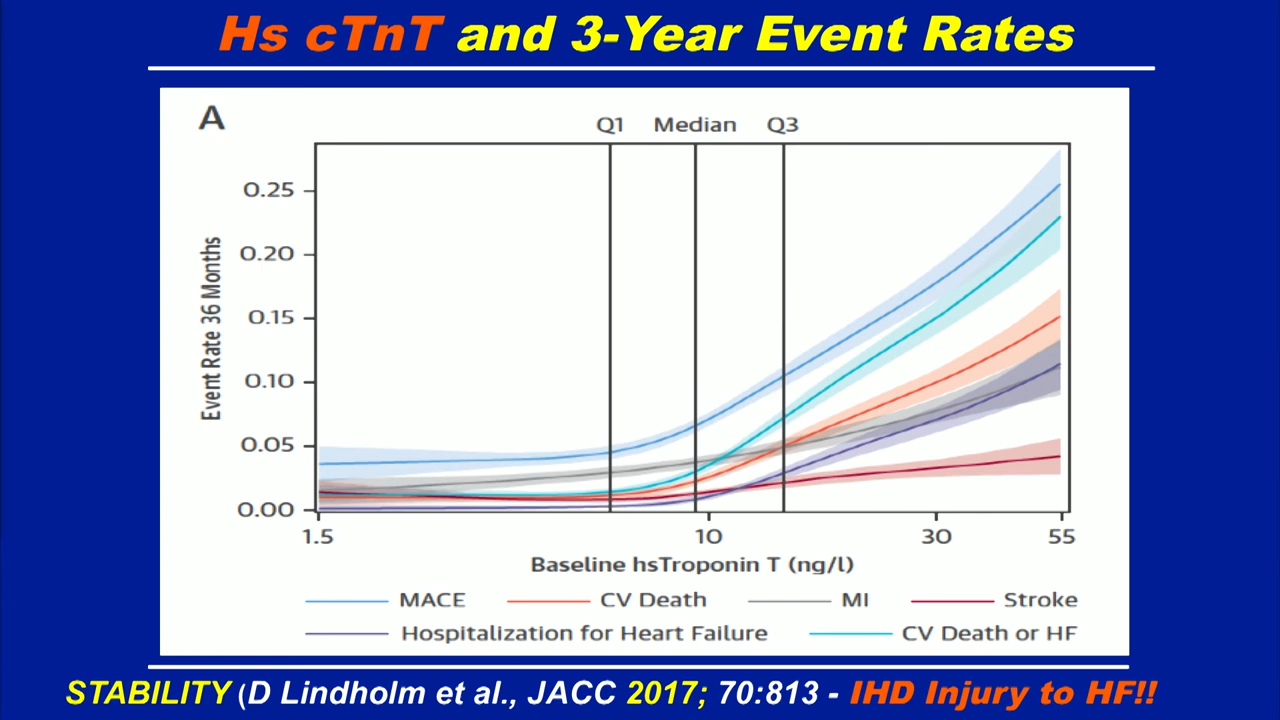 Hs cTnT and 3-Year Event Rates
A
Q1 Median Q3
0.25
0.20
0.15
0.10
0.05
0.00
Event Rate 36 Months
1.5 10 30 55
Baseline hsTroponin T (ng/l)
MACE CV Death MI Stroke
Hospitalization for Heart Failure CV Death or HF
STABILITY (D Lindholm et al., JACC 2017; 70:813 - IHD Injury to HF!!